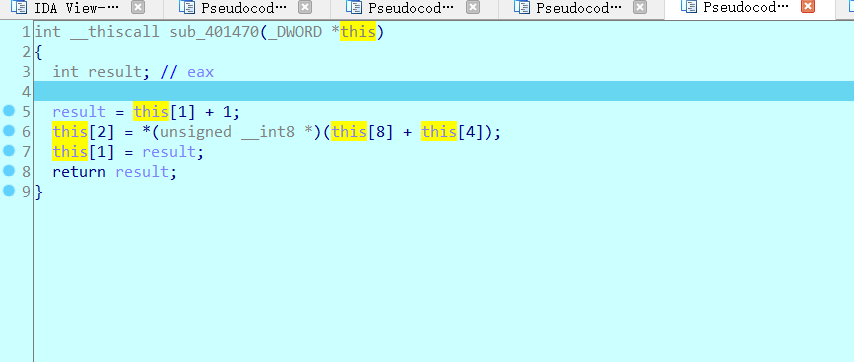 IDA View-··· Pseudocod··· Pseudocod··· Pseudocod··· Pseudocod···
1 int __thiscall sub_401470(_DWORD *this)
2 {
3 int result; // eax
4
5 result = this[1] + 1;
6 this[2] = *(unsigned __int8 *)(this[8] + this[4]);
7 this[1] = result;
8 return result;
9 }